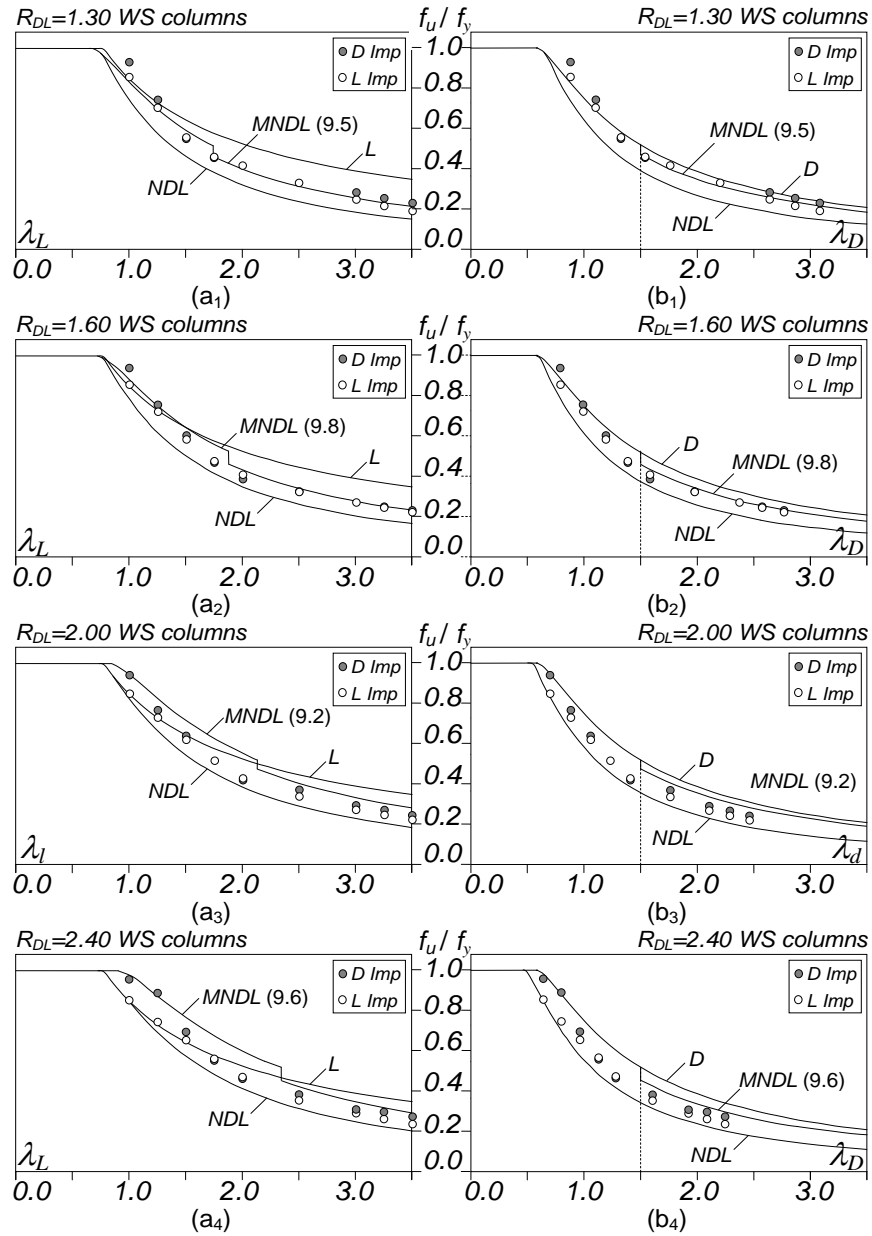 R_DL=1.30 WS columns
f_u / f_y
R_DL=1.30 WS columns
D Imp
L Imp
1.0
0.8
0.6
0.4
0.2
0.0
MNDL (9.5)
L
NDL
λ_L
0.0 1.0 2.0 3.0
(a1)
D Imp
L Imp
MNDL (9.5)
D
NDL
λ_D
0.0 1.0 2.0 3.0
(b1)
R_DL=1.60 WS columns
f_u / f_y
R_DL=1.60 WS columns
D Imp
L Imp
1.0
0.8
0.6
0.4
0.2
0.0
MNDL (9.8)
L
NDL
λ_L
0.0 1.0 2.0 3.0
(a2)
D Imp
L Imp
D
MNDL (9.8)
NDL
λ_D
0.0 1.0 2.0 3.0
(b2)
R_DL=2.00 WS columns
f_u / f_y
R_DL=2.00 WS columns
D Imp
L Imp
1.0
0.8
0.6
0.4
0.2
0.0
MNDL (9.2)
L
NDL
λ_l
0.0 1.0 2.0 3.0
(a3)
D Imp
L Imp
D
MNDL (9.2)
NDL
λ_d
0.0 1.0 2.0 3.0
(b3)
R_DL=2.40 WS columns
f_u / f_y
R_DL=2.40 WS columns
D Imp
L Imp
1.0
0.8
0.6
0.4
0.2
0.0
MNDL (9.6)
L
NDL
λ_L
0.0 1.0 2.0 3.0
(a4)
D Imp
L Imp
D
MNDL (9.6)
NDL
λ_D
0.0 1.0 2.0 3.0
(b4)